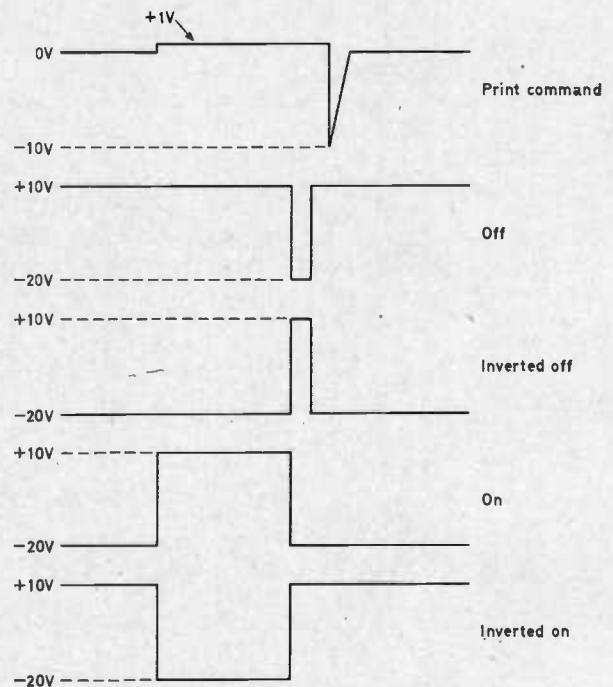 +1V
0V
Print command
−10V
+10V
Off
−20V
+10V
Inverted off
−20V
+10V
On
−20V
+10V
Inverted on
−20V